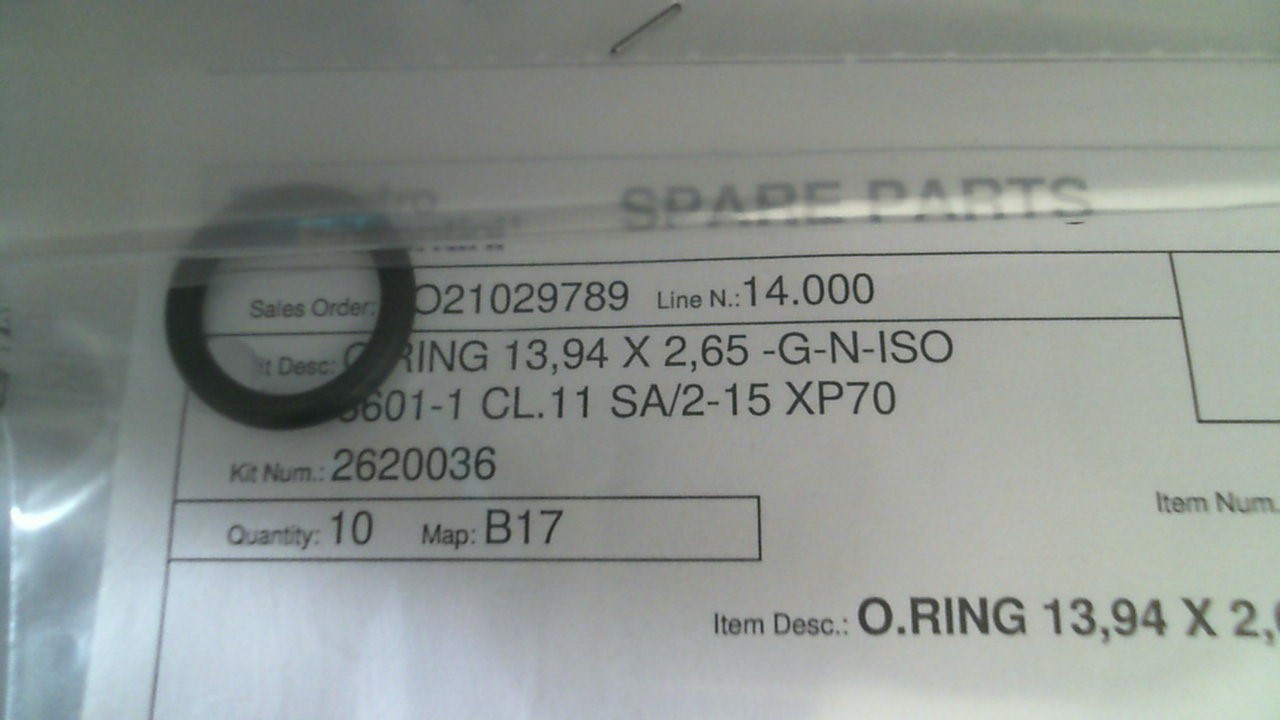 SPARE PARTS
Sales Order: O21029789 Line N.: 14.000
Desc: O.RING 13,94 X 2,65 -G-N-ISO
3601-1 CL.11 SA/2-15 XP70
Kit Num.: 2620036
Quantity: 10 Map: B17
Item Num.
Item Desc.: O.RING 13,94 X 2,